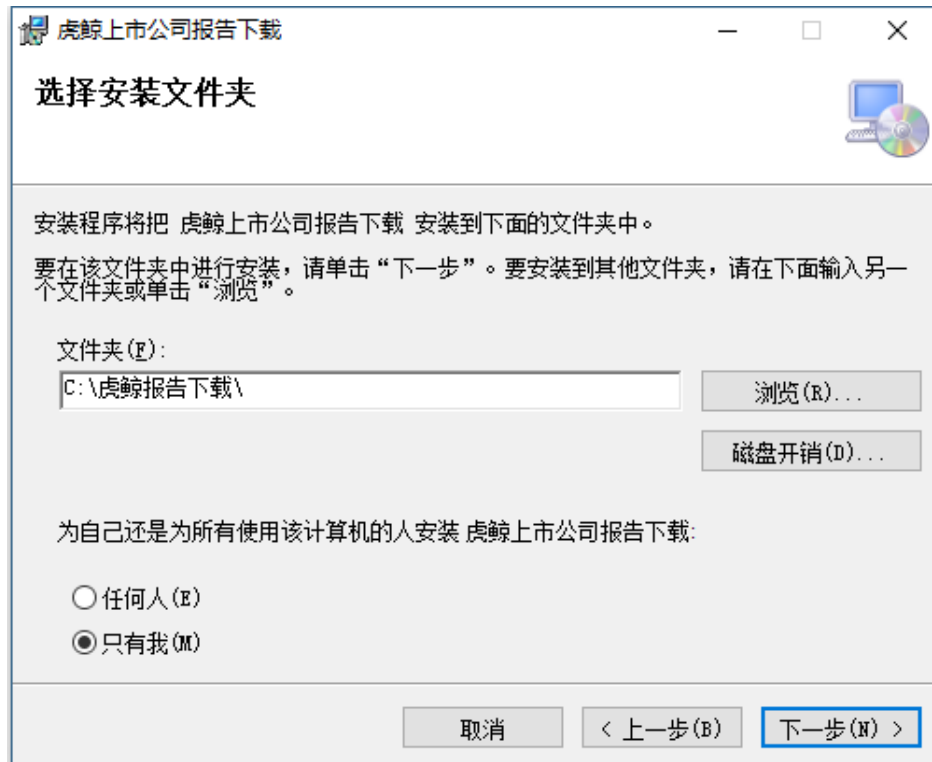 虎鲸上市公司报告下载
选择安装文件夹
安装程序将把 虎鲸上市公司报告下载 安装到下面的文件夹中。
要在该文件夹中进行安装，请单击“下一步”。要安装到其他文件夹，请在下面输入另一
个文件夹或单击“浏览”。
文件夹(F):
C:\虎鲸报告下载\
浏览(R)...
磁盘开销(D)...
为自己还是为所有使用该计算机的人安装 虎鲸上市公司报告下载:
任何人(E)
只有我(M)
取消
< 上一步(B)
下一步(N) >